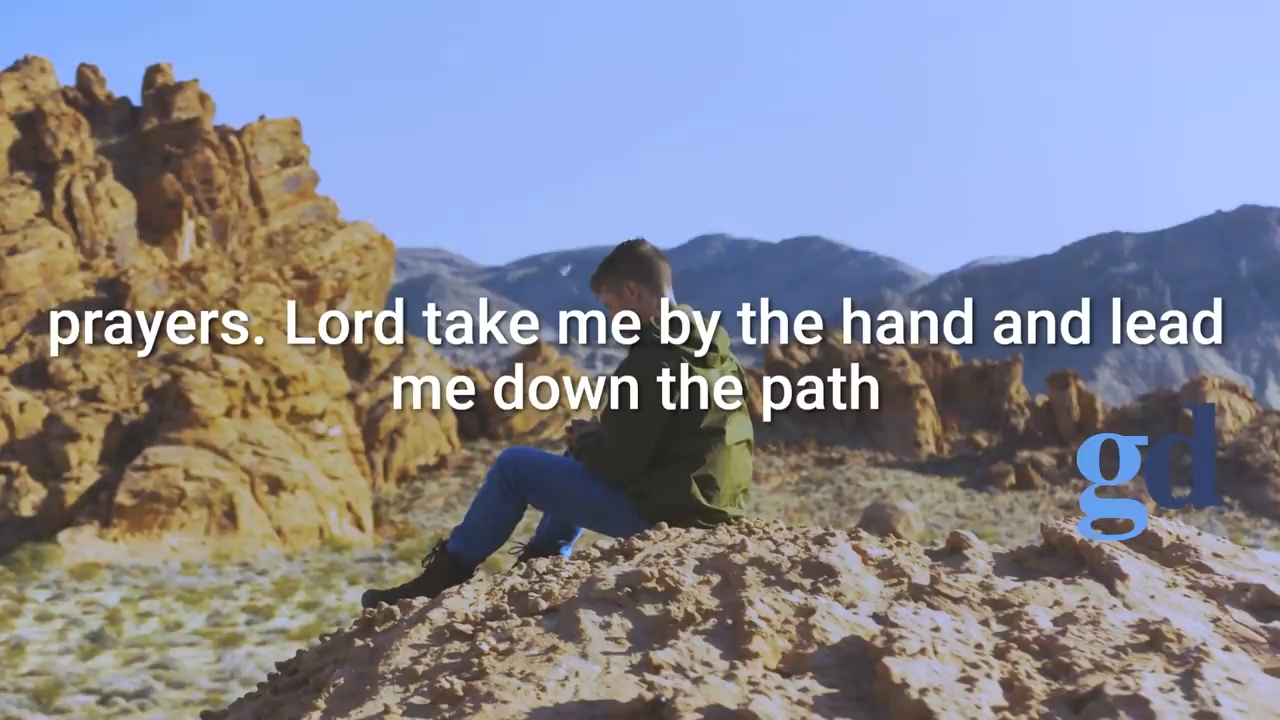 prayers. Lord take me by the hand and lead
me down the path
gd